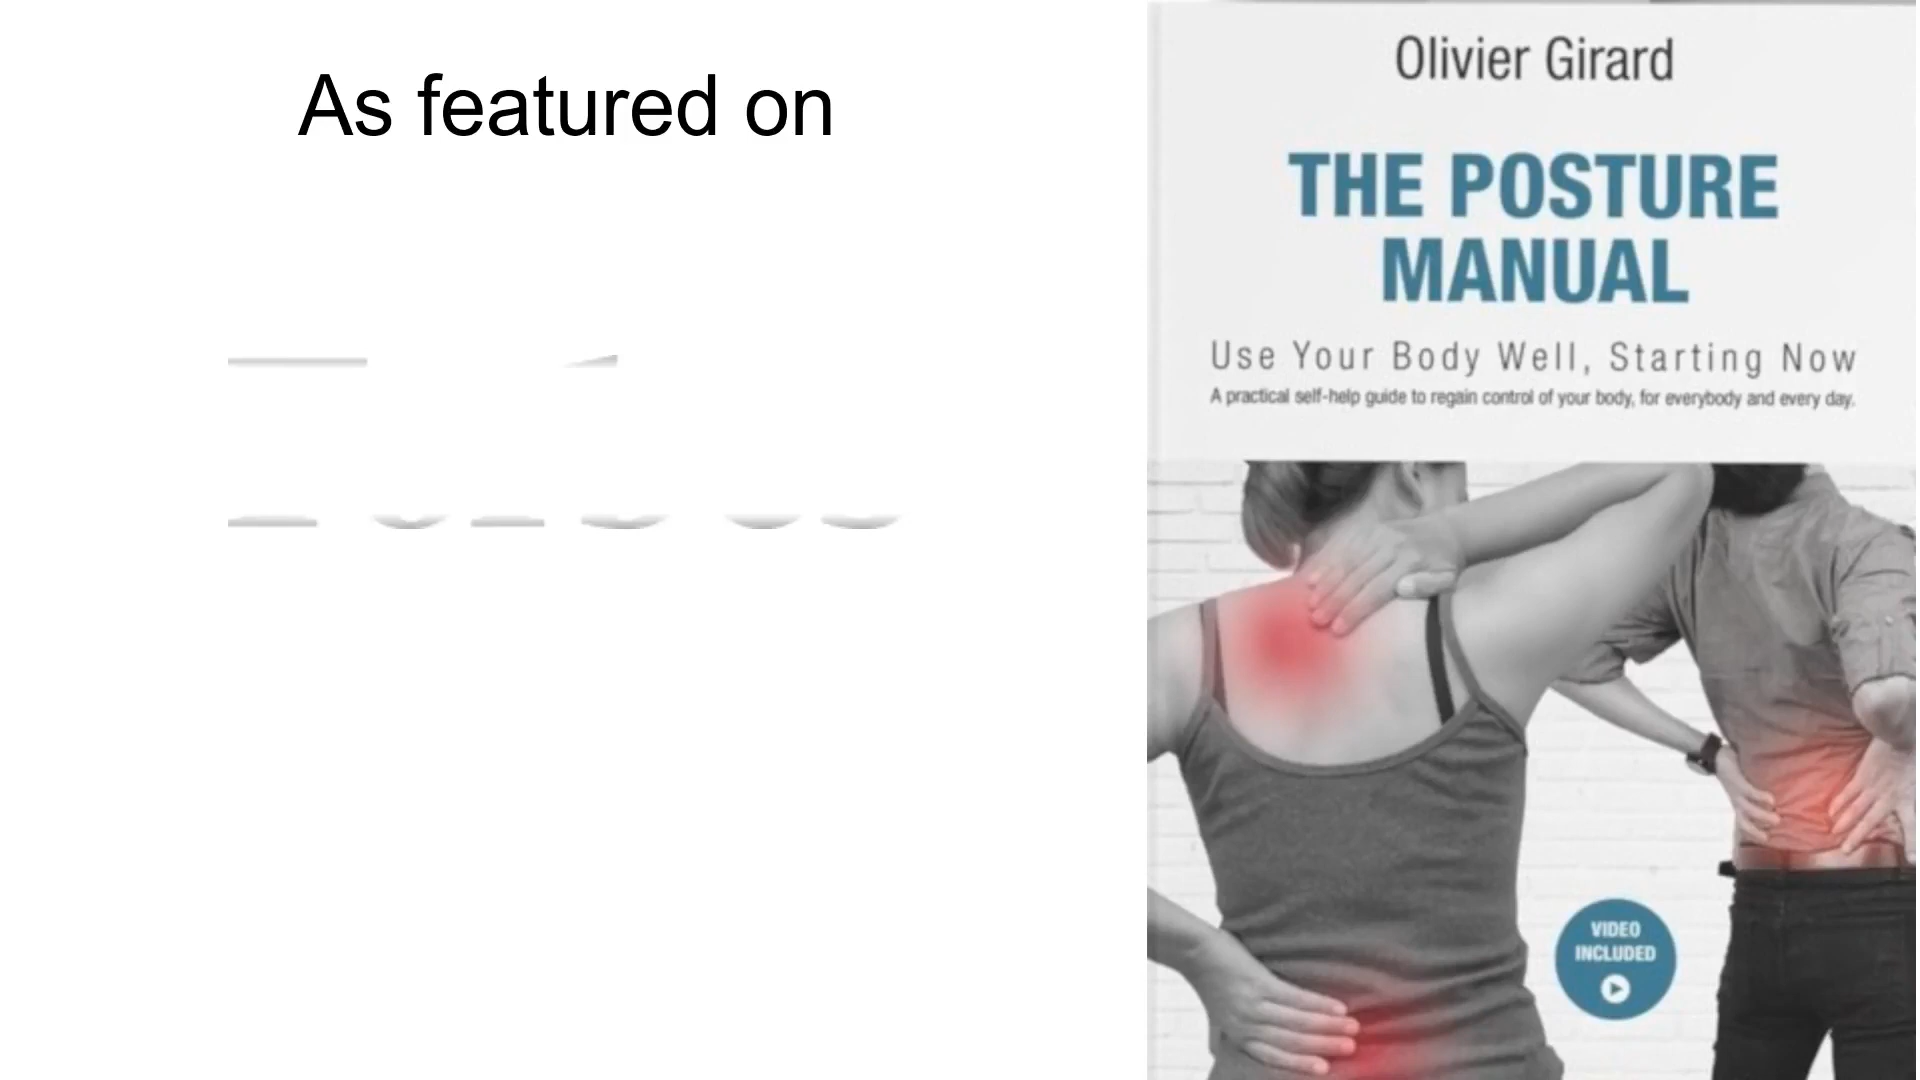 As featured on
Olivier Girard
THE POSTURE
MANUAL
Use Your Body Well, Starting Now
A practical self-help guide to regain control of your body, for everybody and every day.
VIDEO
INCLUDED